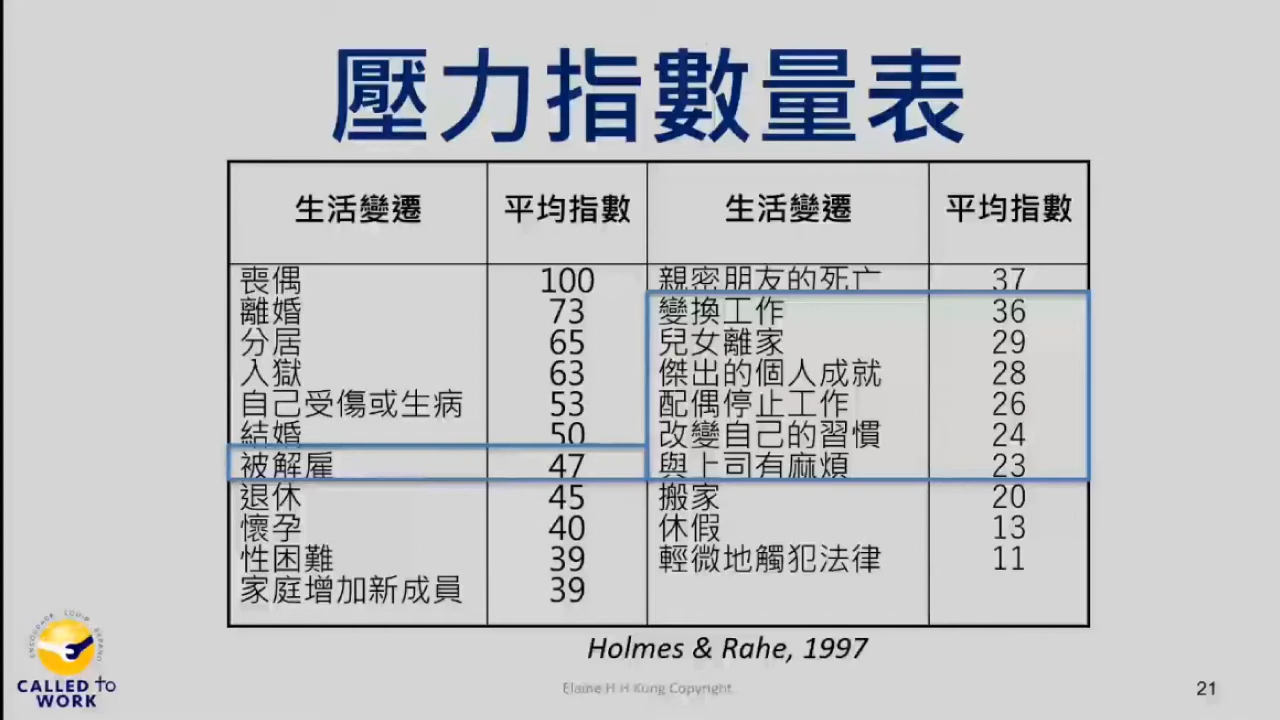 壓力指數量表
生活變遷 平均指數 生活變遷 平均指數
喪偶 100 親密朋友的死亡 37
離婚 73 變換工作 36
分居 65 兒女離家 29
入獄 63 傑出的個人成就 28
自己受傷或生病 53 配偶停止工作 26
結婚 50 改變自己的習慣 24
被解雇 47 與上司有麻煩 23
退休 45 搬家 20
懷孕 40 休假 13
性困難 39 輕微地觸犯法律 11
家庭增加新成員 39
Holmes & Rahe, 1997
CALLED to
WORK
Elaine H H Kung Copyright
21